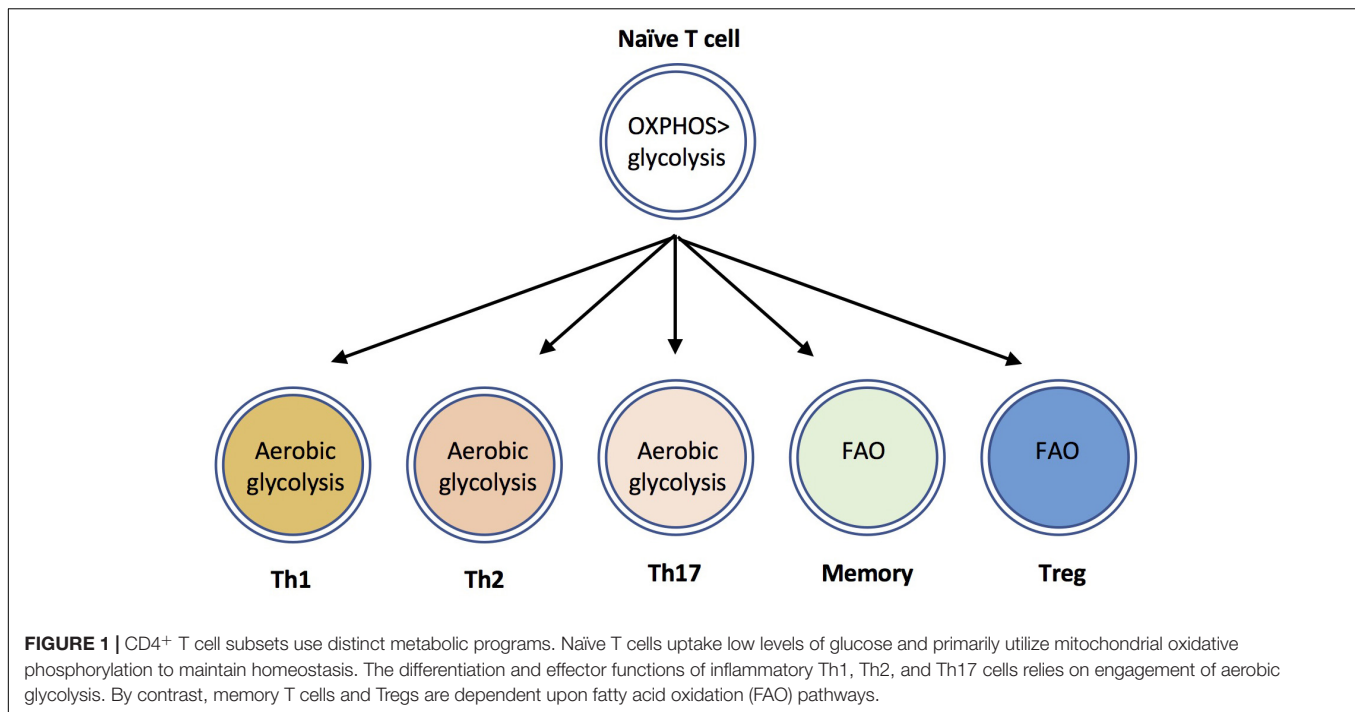 Naïve T cell
OXPHOS>
glycolysis
Aerobic
glycolysis
Aerobic
glycolysis
Aerobic
glycolysis
FAO
FAO
Th1
Th2
Th17
Memory
Treg
FIGURE 1 | CD4+ T cell subsets use distinct metabolic programs. Naïve T cells uptake low levels of glucose and primarily utilize mitochondrial oxidative
phosphorylation to maintain homeostasis. The differentiation and effector functions of inflammatory Th1, Th2, and Th17 cells relies on engagement of aerobic
glycolysis. By contrast, memory T cells and Tregs are dependent upon fatty acid oxidation (FAO) pathways.